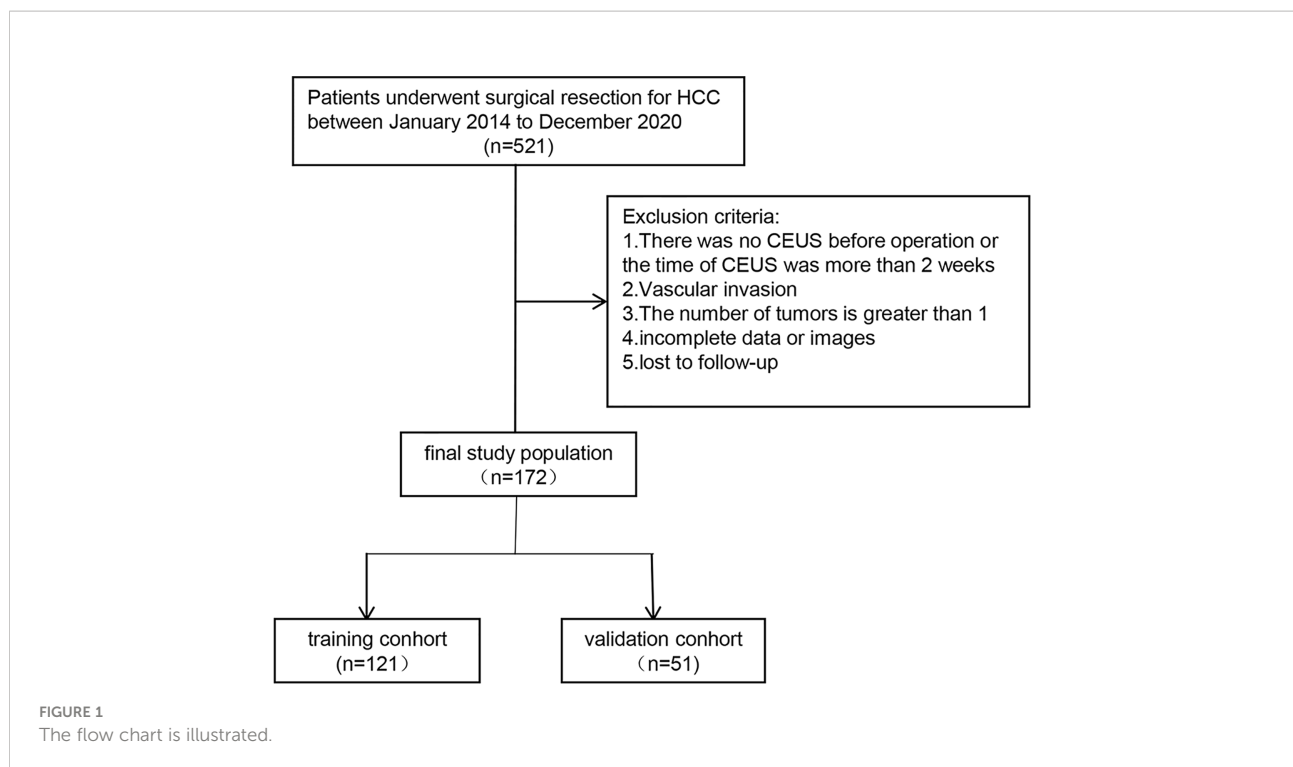 Patients underwent surgical resection for HCC
between January 2014 to December 2020
(n=521)
Exclusion criteria:
1.There was no CEUS before operation or
the time of CEUS was more than 2 weeks
2.Vascular invasion
3.The number of tumors is greater than 1
4.incomplete data or images
5.lost to follow-up
final study population
（n=172）
training conhort
(n=121）
validation conhort
（n=51)
FIGURE 1
The flow chart is illustrated.